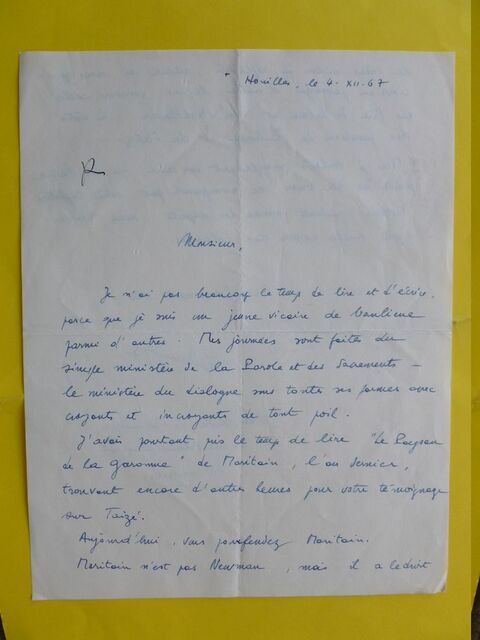 Houilles, le 4-XII-67
Monsieur,
Je n'ai pas beaucoup le temps de lire et d'écrire,
parce que je suis un jeune vicaire de banlieue
parmi d'autres. Mes journées sont faites du
simple ministère de la Parole et des Sacrements -
le ministère du dialogue sous toutes ses formes avec
croyants et incroyants de tout poil.
J'avais pourtant pris le temps de lire "Le Paysan
de la Garonne" de Maritain, l'an dernier,
trouvant encore d'autres heures pour votre témoignage
sur Taizé.
Aujourd'hui, vous pourfendez Maritain.
Maritain n'est pas Newman, mais il a le droit